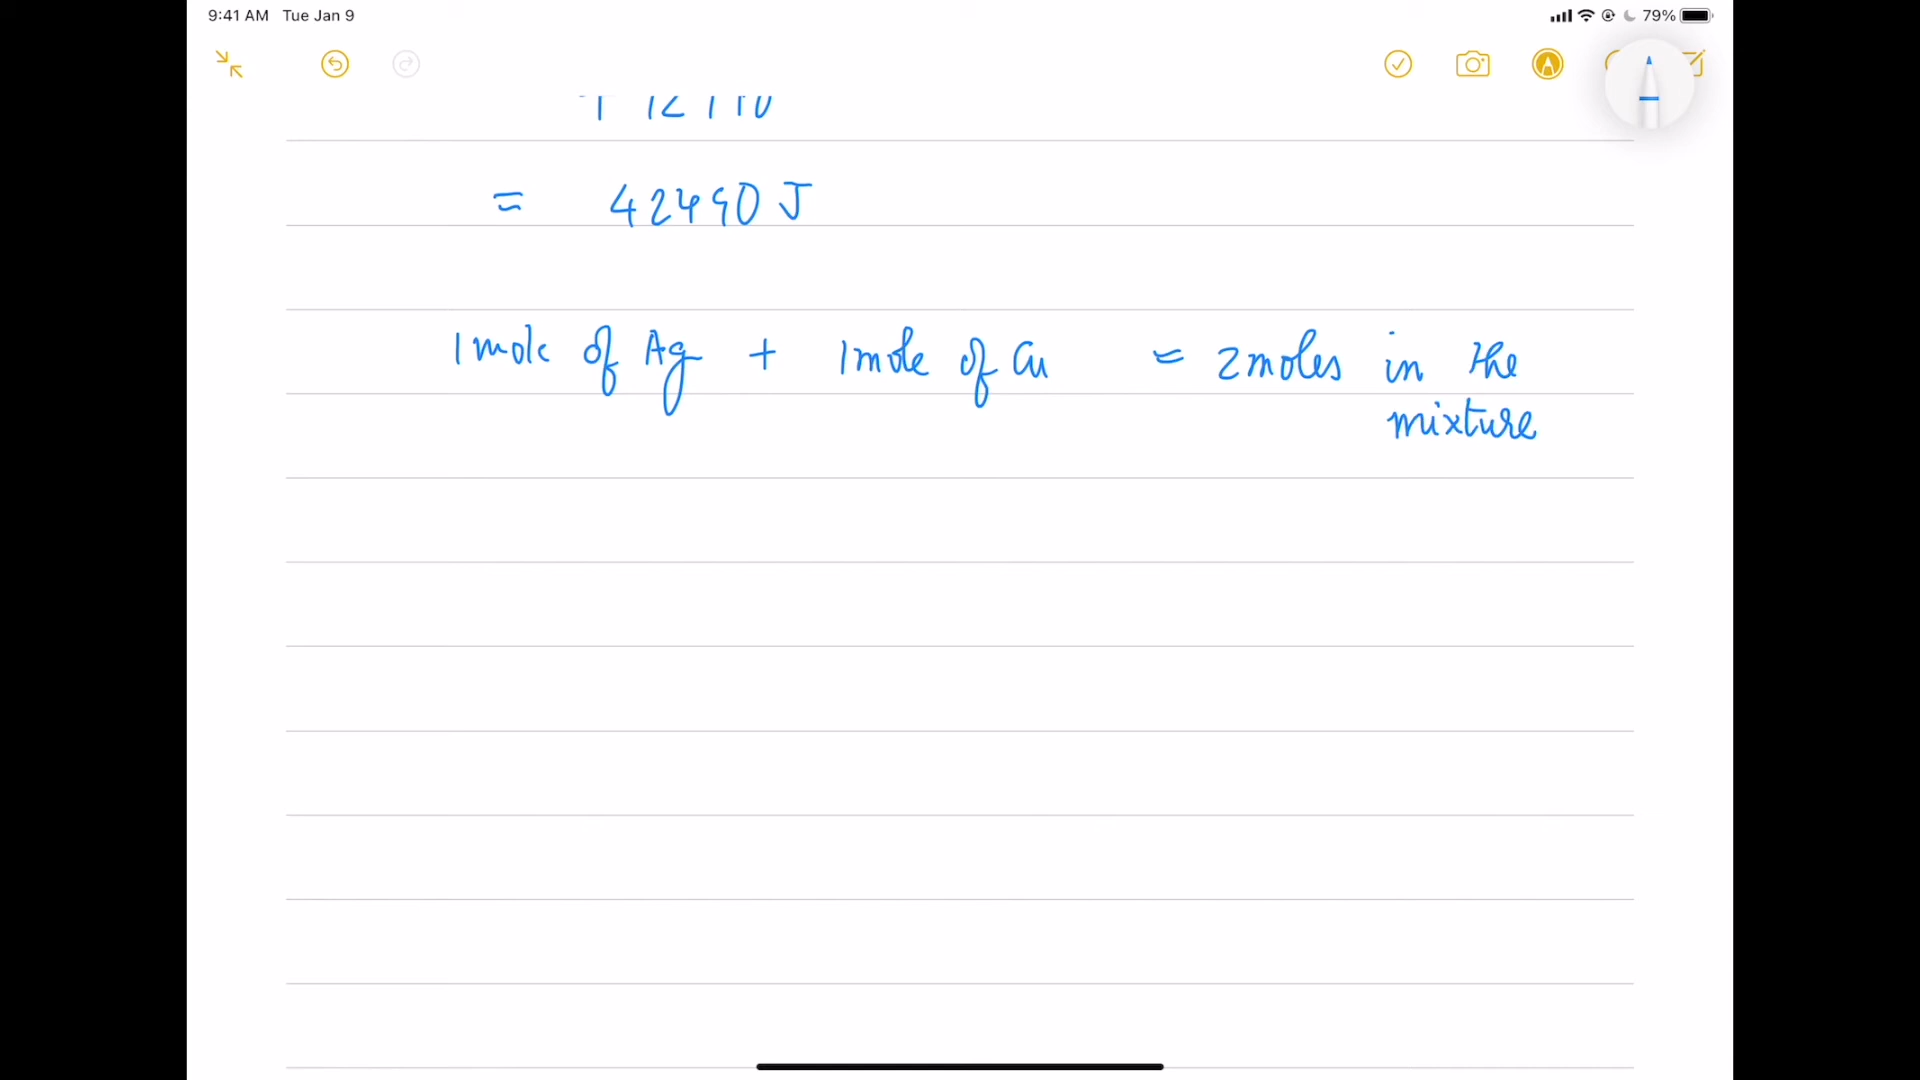 9:41 AM Tue Jan 9 79%
= 42490 J
1 mole of Ag + 1 mole of Cu = 2 moles in the
mixture